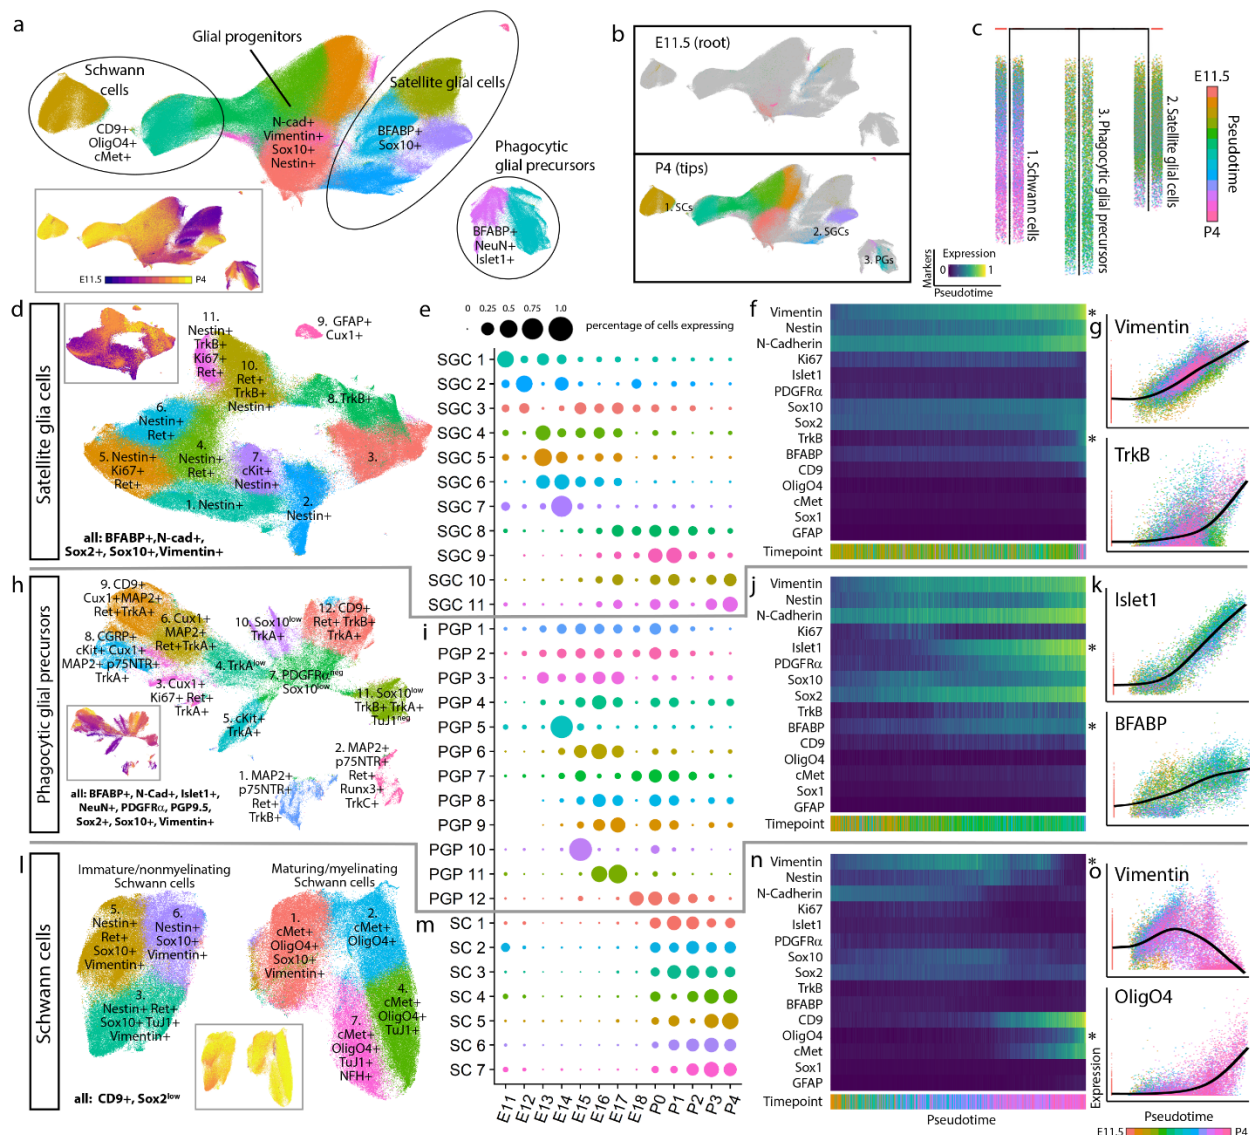 a
Glial progenitors
Schwann
cells
Satellite glial cells
CD9+
OligO4+
cMet+
N-cad+
Vimentin+
Sox10+
Nestin+
BFABP+
Sox10+
Phagocytic
glial precursors
BFABP+
NeuN+
Islet1+
E11.5 P4
b
E11.5 (root)
P4 (tips)
1. SCs
2. SGCs
3. PGs
c
1. Schwann cells
3. Phagocytic glial precursors
2. Satellite glial cells
E11.5
Pseudotime
P4
Markers
Expression
0 1
Pseudotime
d
Satellite glia cells
11.
Nestin+
TrkB+
Ki67+
Ret+
9. GFAP+
Cux1+
10.
Ret+
TrkB+
Nestin+
8.TrkB+
6.
Nestin+
Ret+
5. Nestin+
Ki67+
Ret+
4.
Nestin+
Ret+
7.
cKit+
Nestin+
3.
1. Nestin+
2.
Nestin+
all: BFABP+,N-cad+,
Sox2+, Sox10+,Vimentin+
e
0 0.25 0.5 0.75 1.0
percentage of cells expressing
SGC 1
SGC 2
SGC 3
SGC 4
SGC 5
SGC 6
SGC 7
SGC 8
SGC 9
SGC 10
SGC 11
f
Vimentin *
Nestin
N-Cadherin
Ki67
Islet1
PDGFRα
Sox10
Sox2
TrkB *
BFABP
CD9
OligO4
cMet
Sox1
GFAP
Timepoint
g
Vimentin
TrkB
h
Phagocytic glial precursors
9. CD9+
Cux1+MAP2+
Ret+TrkA+
6. Cux1+
MAP2+
Ret+TrkA+
8. CGRP+
cKit+ Cux1+
MAP2+ p75NTR+
TrkA+
10. Sox10low
TrkA+
12. CD9+
Ret+ TrkB+
TrkA+
4.TrkAlow
7. PDGFRαneg
Sox10low
3. Cux1+
Ki67+ Ret+
TrkA+
5. cKit+
TrkA+
11. Sox10low
TrkB+ TrkA+
TuJ1neg
2. MAP2+
p75NTR+
Ret+
Runx3+
TrkC+
1. MAP2+
p75NTR+
Ret+
TrkB+
all: BFABP+, N-Cad+, Islet1+,
NeuN+, PDGFRα, PGP9.5,
Sox2+, Sox10+, Vimentin+
i
PGP 1
PGP 2
PGP 3
PGP 4
PGP 5
PGP 6
PGP 7
PGP 8
PGP 9
PGP 10
PGP 11
PGP 12
j
Vimentin
Nestin
N-Cadherin
Ki67
Islet1 *
PDGFRα
Sox10
Sox2
TrkB
BFABP *
CD9
OligO4
cMet
Sox1
GFAP
Timepoint
k
Islet1
BFABP
l
Schwann cells
Immature/nonmyelinating
Schwann cells
Maturing/myelinating
Schwann cells
5.
Nestin+
Ret+
Sox10+
Vimentin+
6.
Nestin+
Sox10+
Vimentin+
3.
Nestin+ Ret+
Sox10+ TuJ1+
Vimentin+
1.
cMet+
OligO4+
Sox10+
Vimentin+
2.
cMet+
OligO4+
4.
cMet+
OligO4+
TuJ1+
7.
cMet+
OligO4+
TuJ1+
NFH+
all: CD9+, Sox2low
m
SC 1
SC 2
SC 3
SC 4
SC 5
SC 6
SC 7
E11 E12 E13 E14 E15 E16 E17 E18 P0 P1 P2 P3 P4
n
Vimentin *
Nestin
N-Cadherin
Ki67
Islet1
PDGFRα
Sox10
Sox2
TrkB
BFABP
CD9
OligO4 *
cMet
Sox1
GFAP
Timepoint
Pseudotime
o
Vimentin
OligO4
Expression
Pseudotime
E11.5 P4